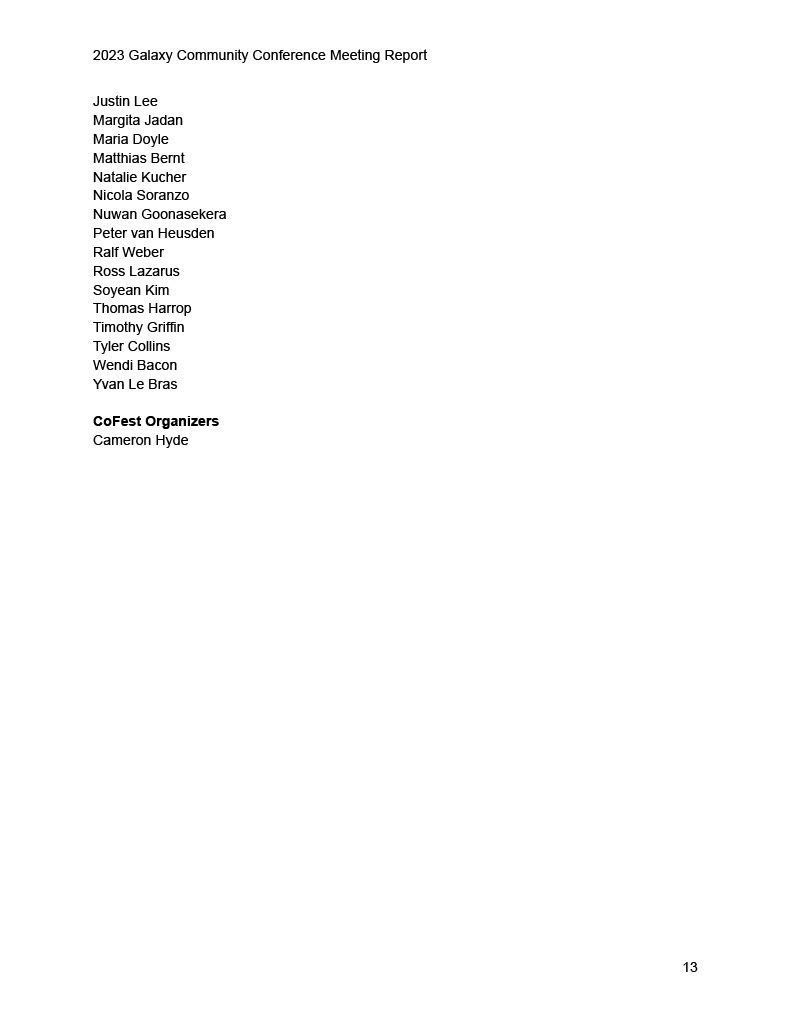 2023 Galaxy Community Conference Meeting Report
Justin Lee
Margita Jadan
Maria Doyle
Matthias Bernt
Natalie Kucher
Nicola Soranzo
Nuwan Goonasekera
Peter van Heusden
Ralf Weber
Ross Lazarus
Soyean Kim
Thomas Harrop
Timothy Griffin
Tyler Collins
Wendi Bacon
Yvan Le Bras
CoFest Organizers
Cameron Hyde
13